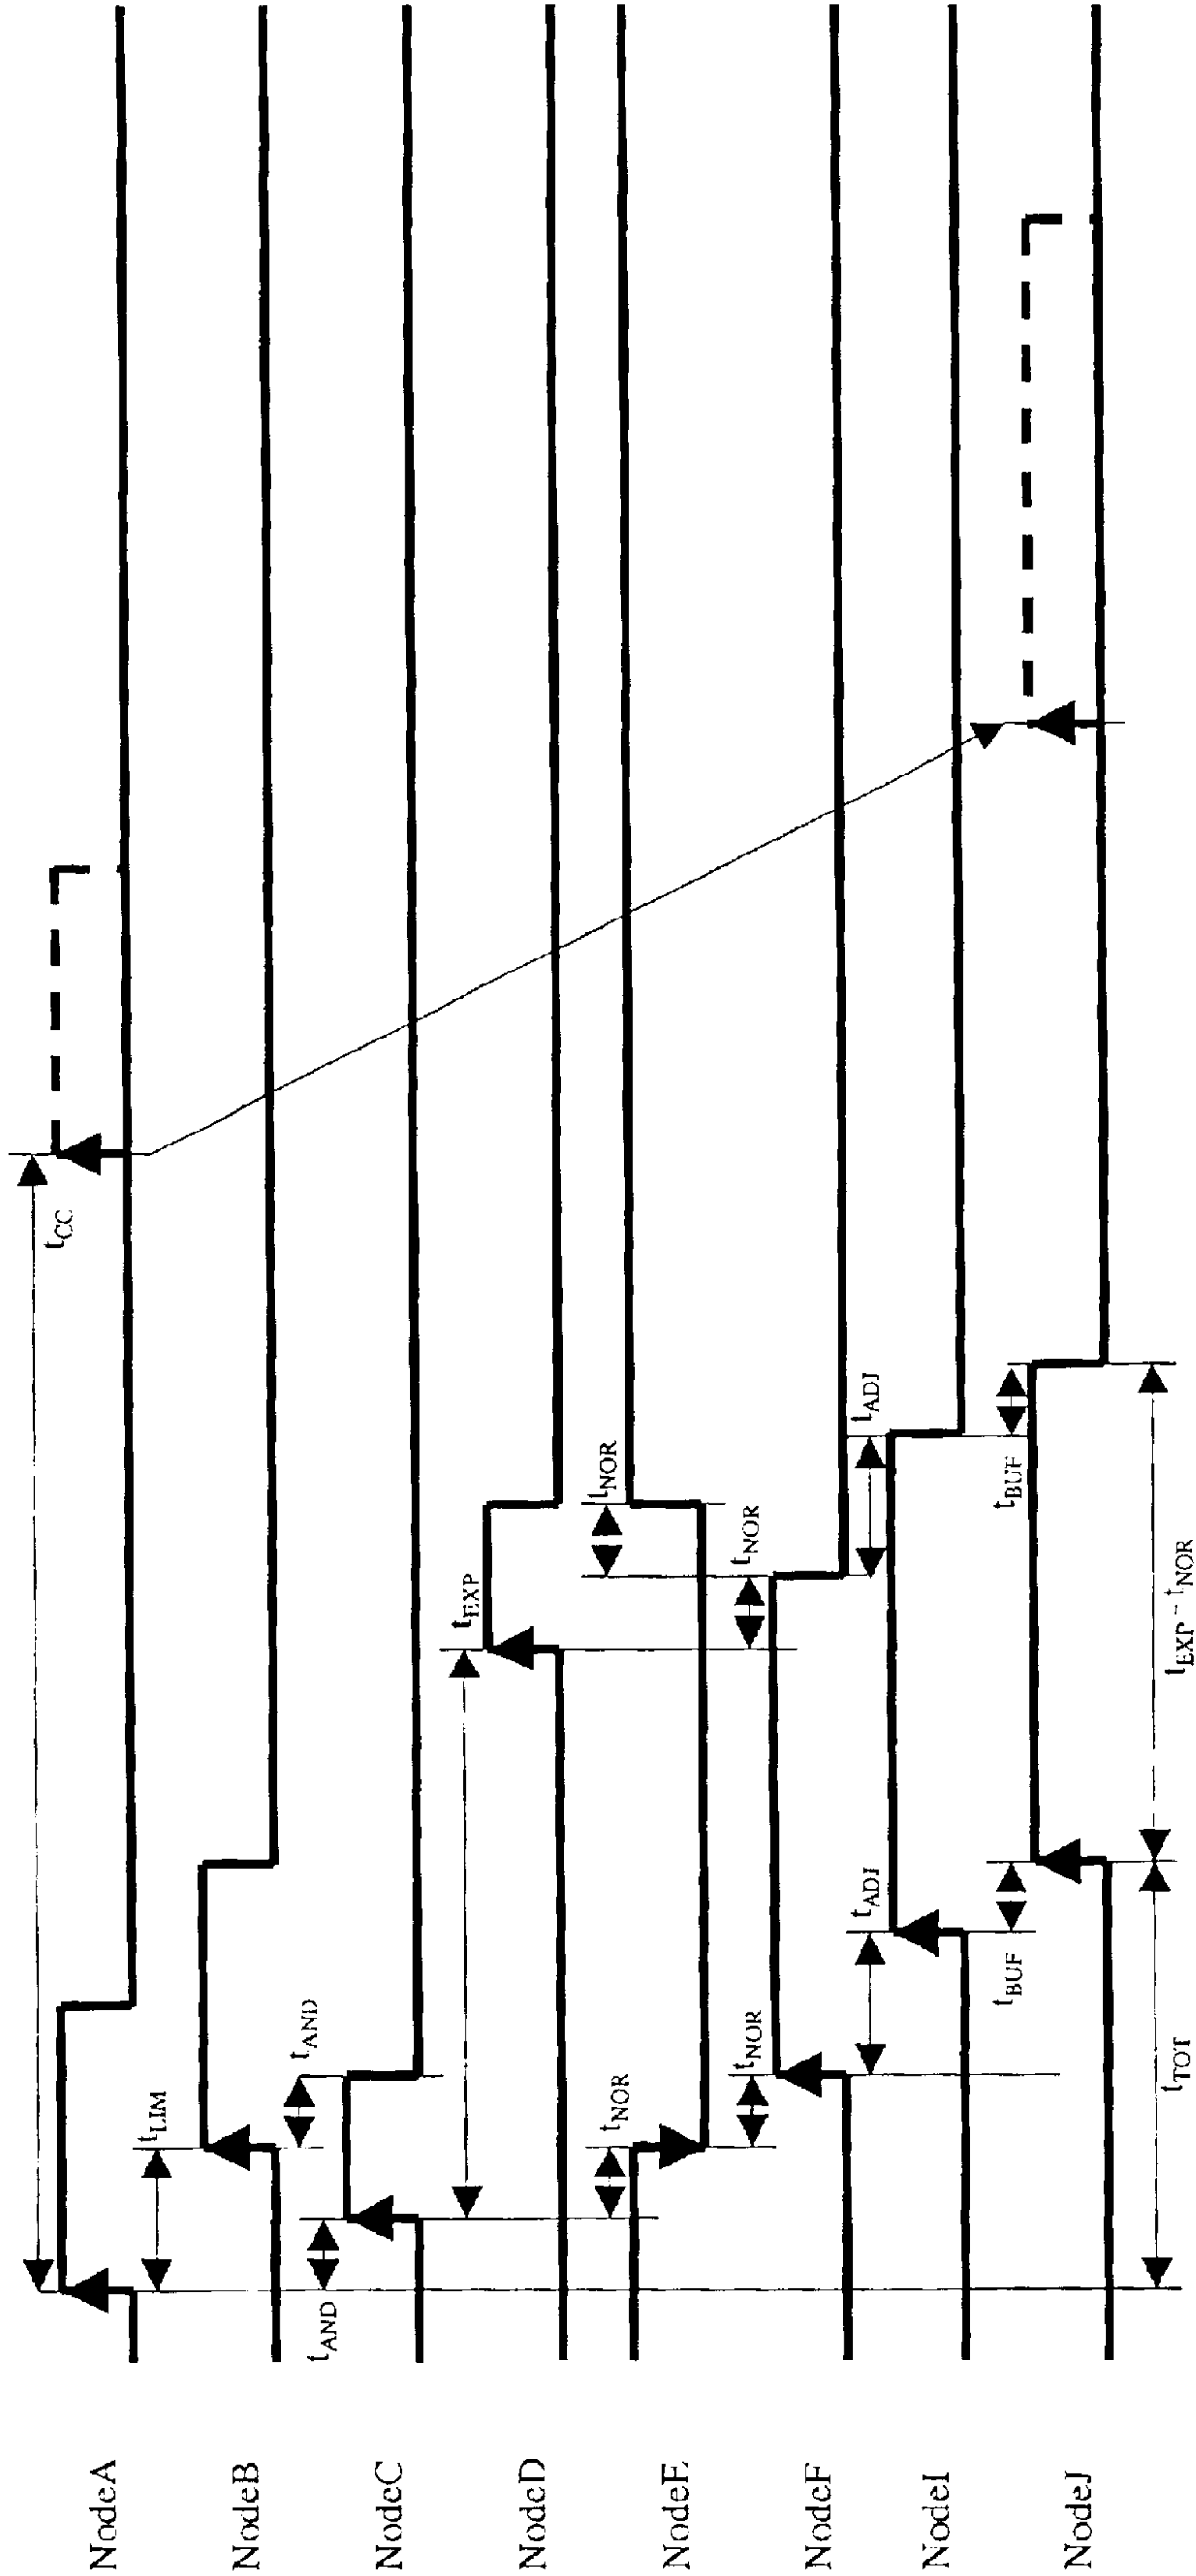 NodeA
NodeB
NodeC
NodeD
NodeE
NodeF
NodeI
NodeJ
tCC
tLIM
tAND
tAND
tEXP
tNOR
tNOR
tNOR
tNOR
tADJ
tADJ
tBUF
tBUF
tTOT
tEXP - tNOR